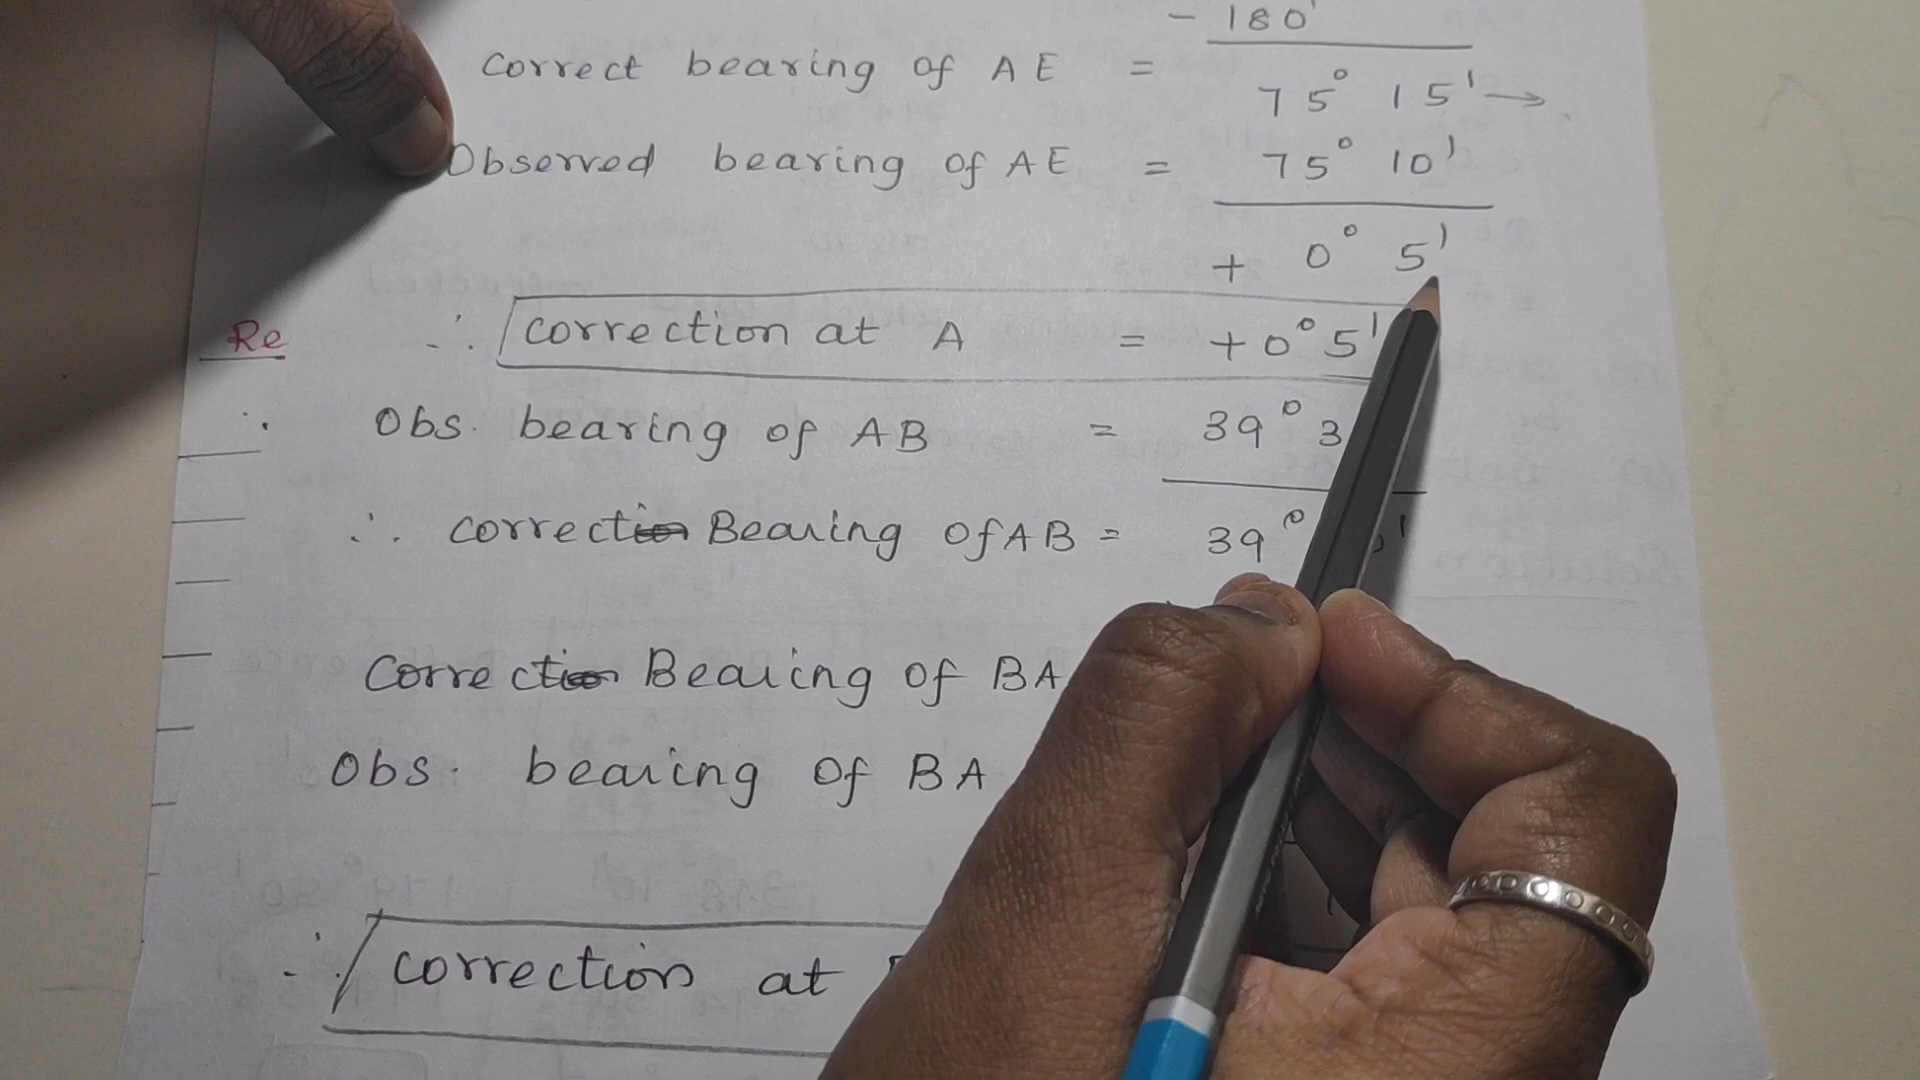 - 180'
Correct bearing of AE = 75° 15' →
Observed bearing of AE = 75° 10'
+ 0° 5'
Re ∴ correction at A = + 0° 5'
Obs. bearing of AB = 39° 3
∴ correct Bearing of AB = 39°
Correct Bearing of BA
Obs. bearing of BA
∴ correction at